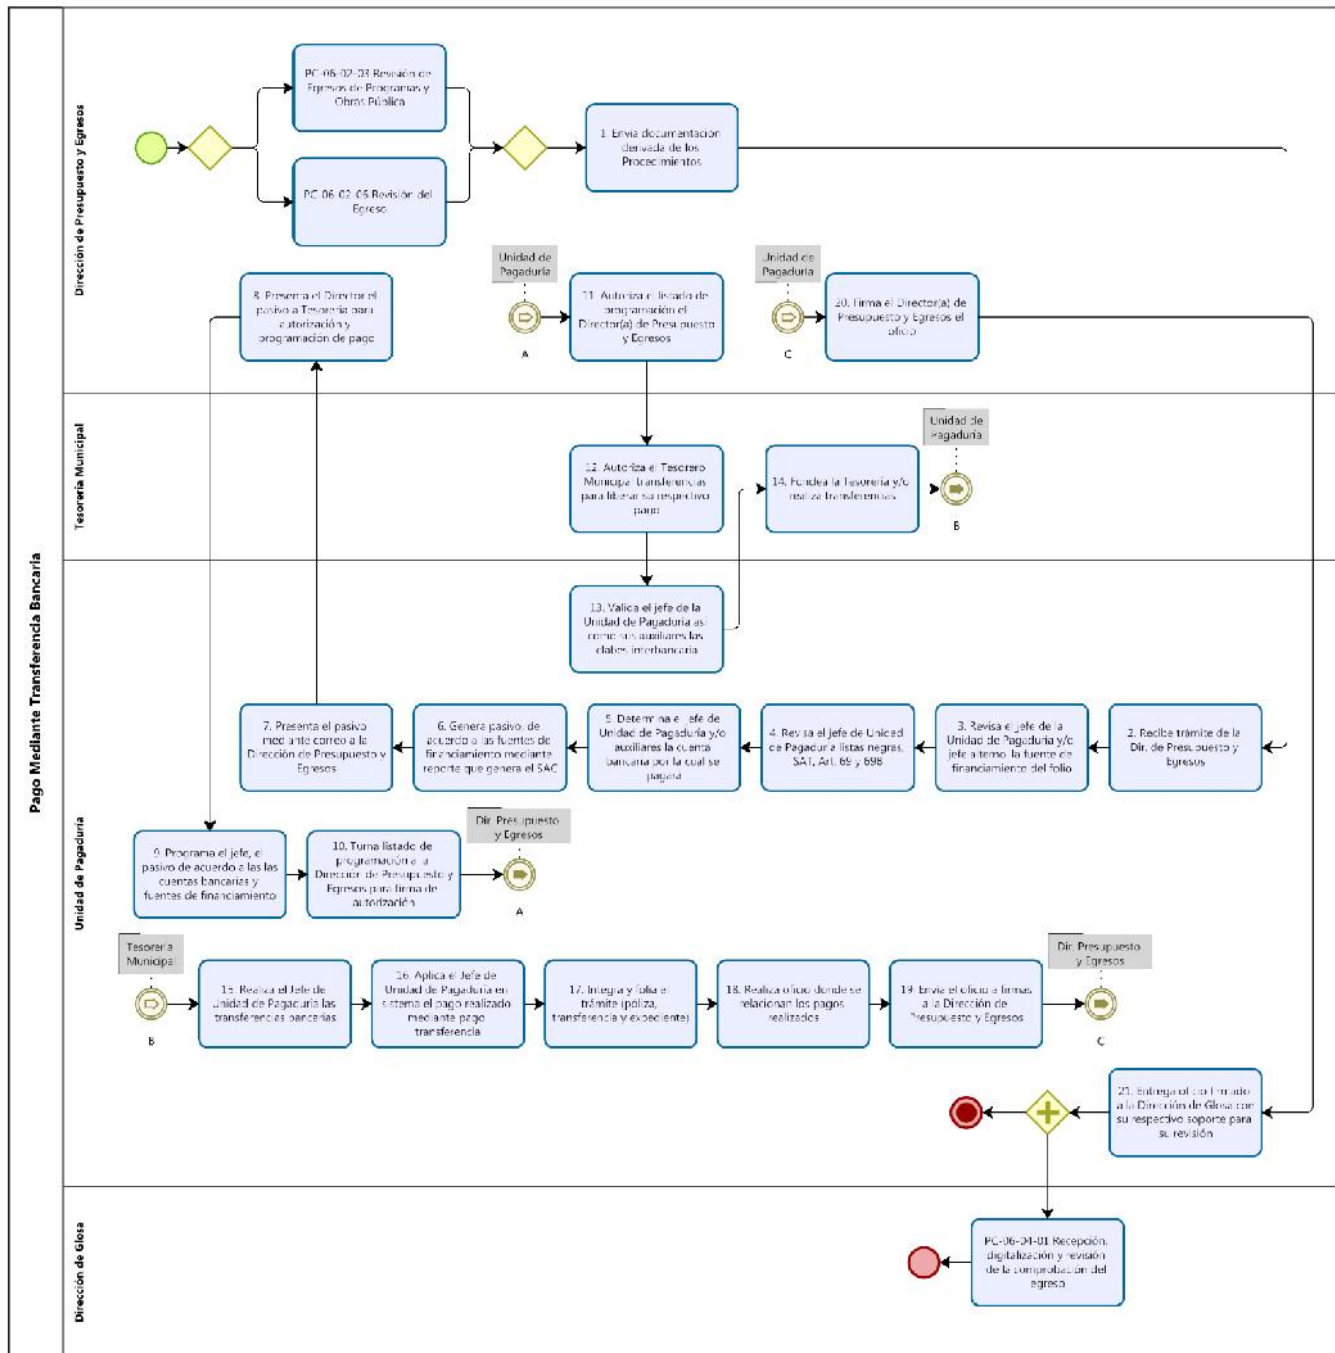 Pago Mediante Transferencia Bancaria
Dirección de Presupuesto y Egresos
PC-06-02-03 Revisión de
Egresos de Programas y
Obras Pública
PC-06-02-06 Revisión del
Egreso
1. Envía documentación
derivada de los
Procedimientos
8. Presenta el Director el
pasivo a Tesorería para
autorización y
programación de pago
Unidad de
Pagaduría
A
11. Autoriza el listado de
programación el
Director(a) de Presupuesto
y Egresos
Unidad de
Pagaduría
C
20. Firma el Director(a) de
Presupuesto y Egresos el
oficio
Tesorería Municipal
12. Autoriza el Tesorero
Municipal transferencias
para liberar su respectivo
pago
14. Fondea la Tesorería y/o
realiza transferencias
Unidad de
Pagaduría
B
Unidad de Pagaduría
13. Valida el jefe de la
Unidad de Pagaduría así
como sus auxiliares las
clabes interbancaria
7. Presenta el pasivo
mediante correo a la
Dirección de Presupuesto y
Egresos
6. Genera pasivo, de
acuerdo a las fuentes de
financiamiento mediante
reporte que genera el SAC
5. Determina el jefe de
Unidad de Pagaduría y/o
auxiliares la cuenta
bancaria por la cual se
pagará
4. Revisa el jefe de Unidad
de Pagaduría listas negras,
SAT, Art. 69 y 69B
3. Revisa el jefe de la
Unidad de Pagaduría y/o
jefe alterno, la fuente de
financiamiento del folio
2. Recibe trámite de la
Dir. de Presupuesto y
Egresos
9. Programa el jefe, el
pasivo de acuerdo a las las
cuentas bancarias y
fuentes de financiamiento
10. Turna listado de
programación a la
Dirección de Presupuesto y
Egresos para firma de
autorización
Dir. Presupuesto
y Egresos
A
Tesorería
Municipal
B
15. Realiza el Jefe de
Unidad de Pagaduría las
transferencias bancarias
16. Aplica el Jefe de
Unidad de Pagaduría en
sistema el pago realizado
mediante pago
transferencia
17. Integra y folia el
trámite (póliza,
transferencia y expediente)
18. Realiza oficio donde se
relacionan los pagos
realizados
19. Envía el oficio a firmas
a la Dirección de
Presupuesto y Egresos
Dir. Presupuesto
y Egresos
C
21. Entrega oficio firmado
a la Dirección de Glosa con
su respectivo soporte para
su revisión
Dirección de Glosa
PC-06-04-01 Recepción,
digitalización y revisión
de la comprobación del
egreso